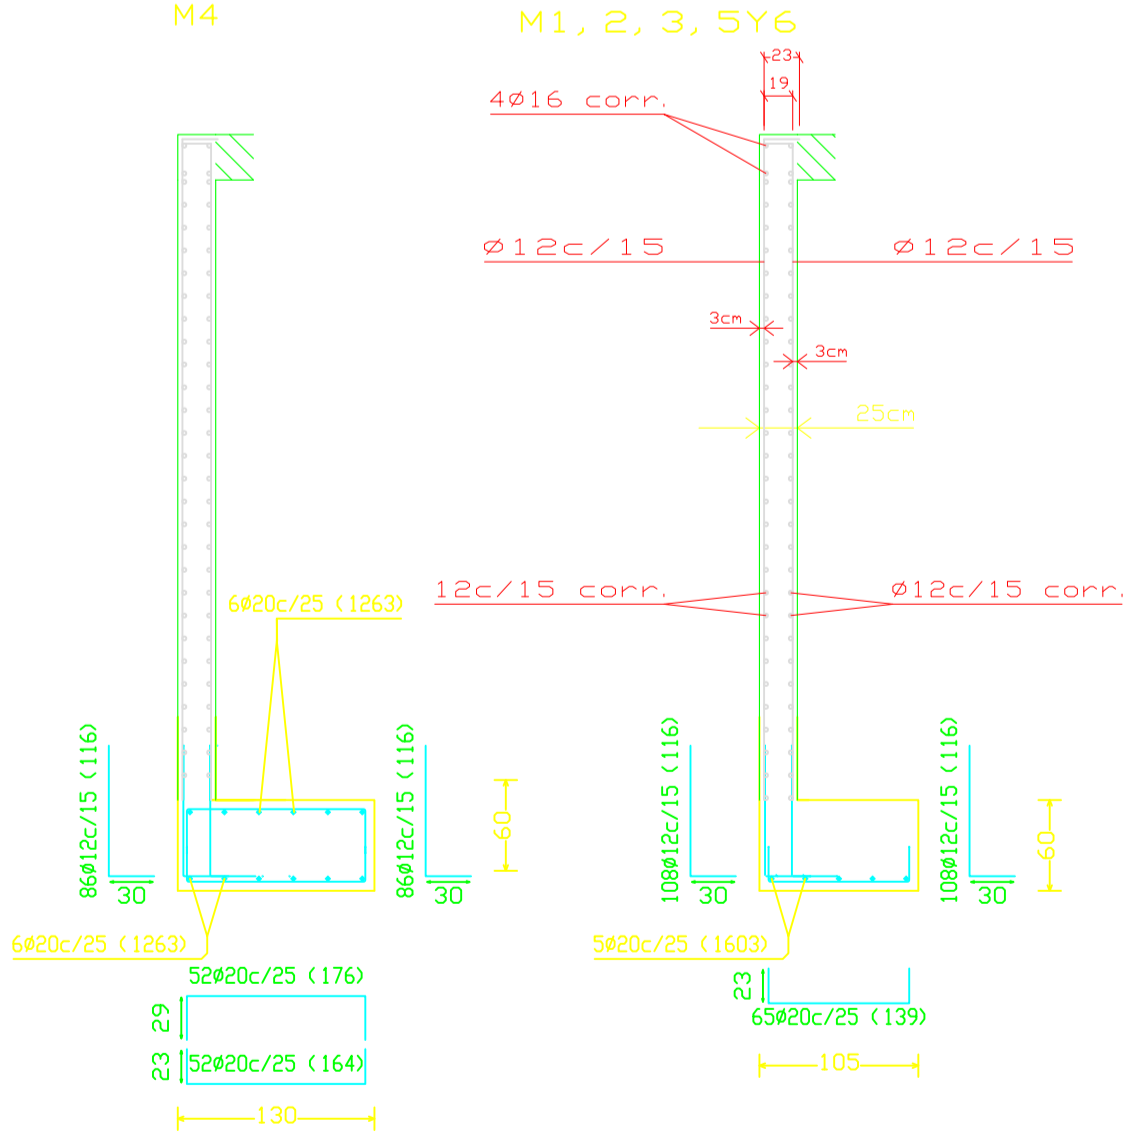 M4
M1, 2, 3, 5Y6
23
19
4Ø16 corr.
Ø12c/15
Ø12c/15
3cm
3cm
25cm
12c/15 corr.
Ø12c/15 corr.
6Ø20c/25 (1263)
86Ø12c/15 (116)
30
86Ø12c/15 (116)
30
60
108Ø12c/15 (116)
30
108Ø12c/15 (116)
30
60
6Ø20c/25 (1263)
5Ø20c/25 (1603)
52Ø20c/25 (176)
29
23
52Ø20c/25 (164)
130
23
65Ø20c/25 (139)
105